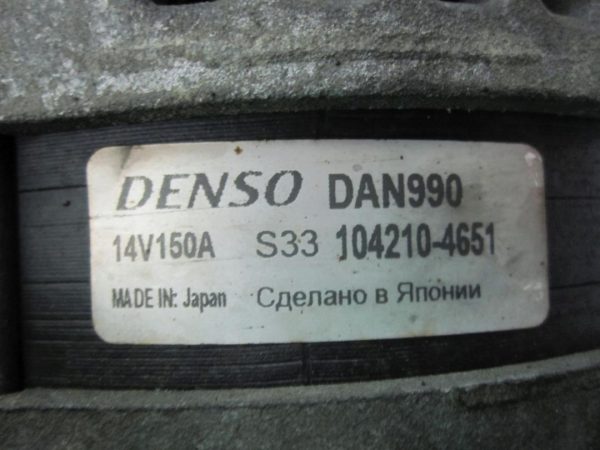 DENSO DAN990
14V150A S33 104210-4651
MADE IN: Japan Сделано в Японии